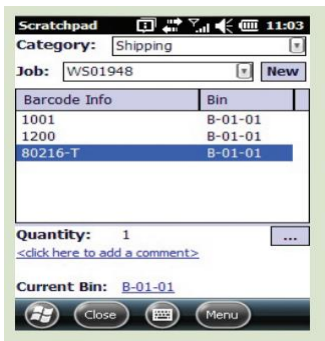 Scratchpad 11:03
Category: Shipping
Job: WS01948 New
Barcode Info Bin
1001 B-01-01
1200 B-01-01
80216-T B-01-01
Quantity: 1 ...
<click here to add a comment>
Current Bin: B-01-01
Close Menu